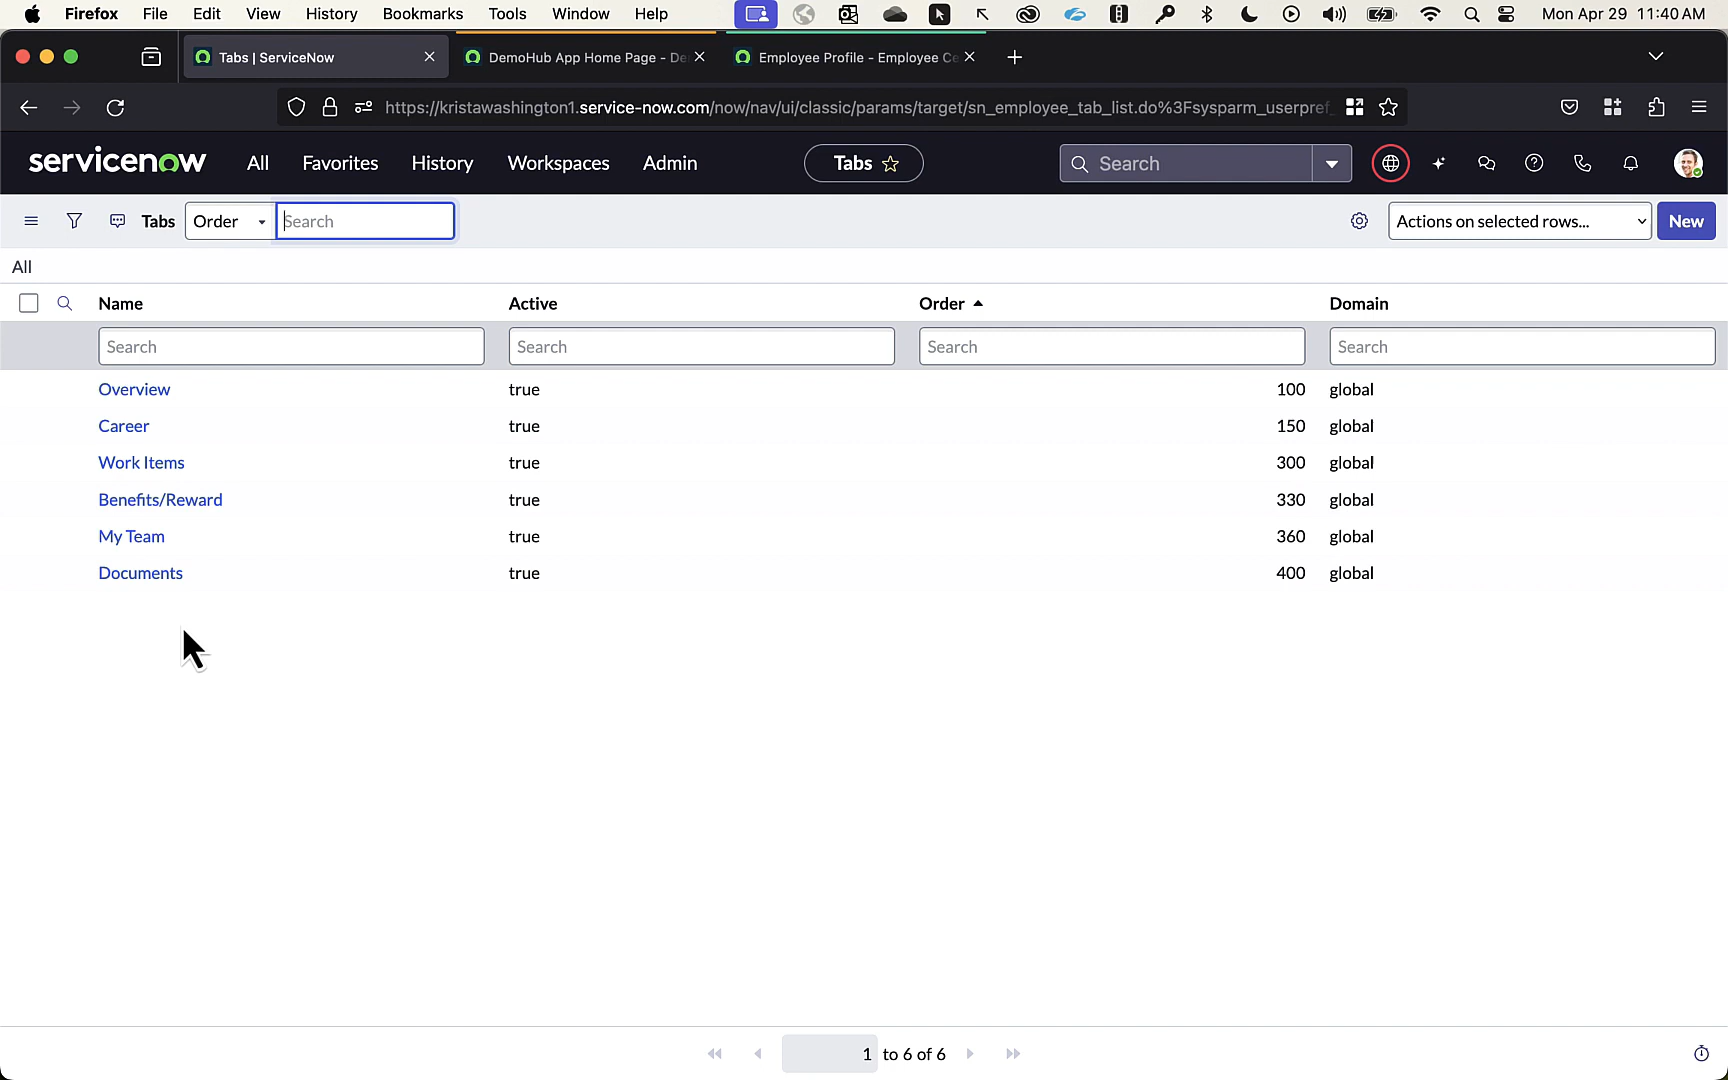 Firefox File Edit View History Bookmarks Tools Window Help Mon Apr 29 11:40 AM
Tabs | ServiceNow DemoHub App Home Page - De Employee Profile - Employee Ce
https://kristawashington1.service-now.com/now/nav/ui/classic/params/target/sn_employee_tab_list.do%3Fsysparm_userpref_
servicenow All Favorites History Workspaces Admin Tabs Search
Tabs Order Search Actions on selected rows... New
All
Name Active Order Domain
Search Search Search Search
Overview true 100 global
Career true 150 global
Work Items true 300 global
Benefits/Reward true 330 global
My Team true 360 global
Documents true 400 global
1 to 6 of 6